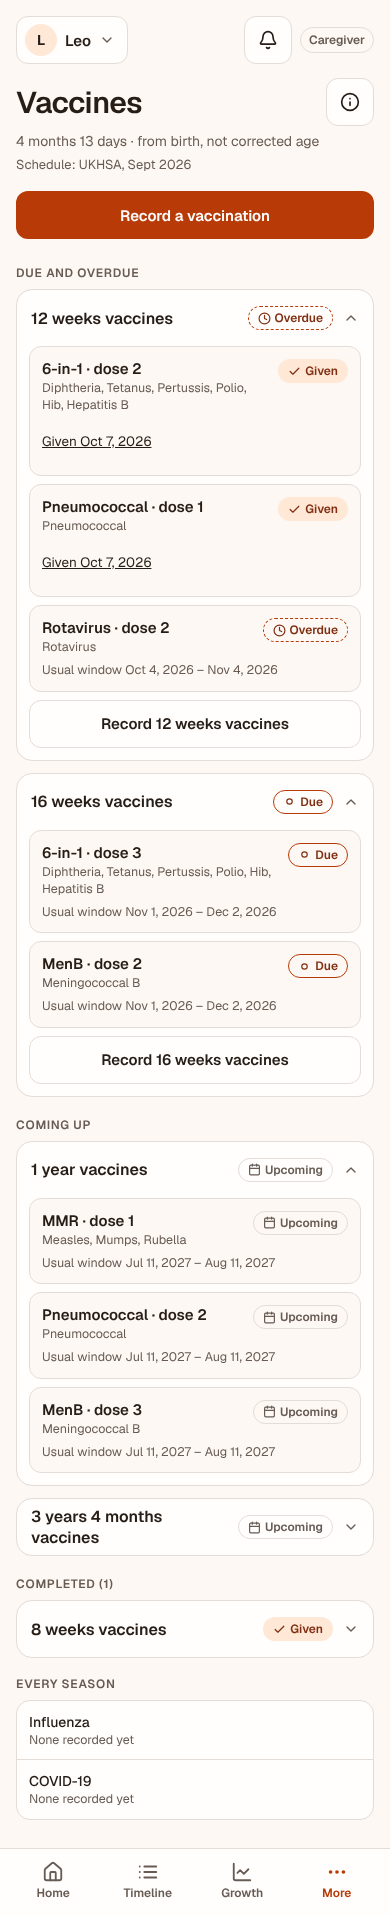 L Leo
Caregiver
Vaccines
4 months 13 days · from birth, not corrected age
Schedule: UKHSA, Sept 2026
Record a vaccination
DUE AND OVERDUE
12 weeks vaccines
Overdue
6-in-1 · dose 2
Given
Diphtheria, Tetanus, Pertussis, Polio,
Hib, Hepatitis B
Given Oct 7, 2026
Pneumococcal · dose 1
Given
Pneumococcal
Given Oct 7, 2026
Rotavirus · dose 2
Overdue
Rotavirus
Usual window Oct 4, 2026 – Nov 4, 2026
Record 12 weeks vaccines
16 weeks vaccines
Due
6-in-1 · dose 3
Due
Diphtheria, Tetanus, Pertussis, Polio, Hib,
Hepatitis B
Usual window Nov 1, 2026 – Dec 2, 2026
MenB · dose 2
Due
Meningococcal B
Usual window Nov 1, 2026 – Dec 2, 2026
Record 16 weeks vaccines
COMING UP
1 year vaccines
Upcoming
MMR · dose 1
Upcoming
Measles, Mumps, Rubella
Usual window Jul 11, 2027 – Aug 11, 2027
Pneumococcal · dose 2
Upcoming
Pneumococcal
Usual window Jul 11, 2027 – Aug 11, 2027
MenB · dose 3
Upcoming
Meningococcal B
Usual window Jul 11, 2027 – Aug 11, 2027
3 years 4 months
vaccines
Upcoming
COMPLETED (1)
8 weeks vaccines
Given
EVERY SEASON
Influenza
None recorded yet
COVID-19
None recorded yet
Home
Timeline
Growth
More